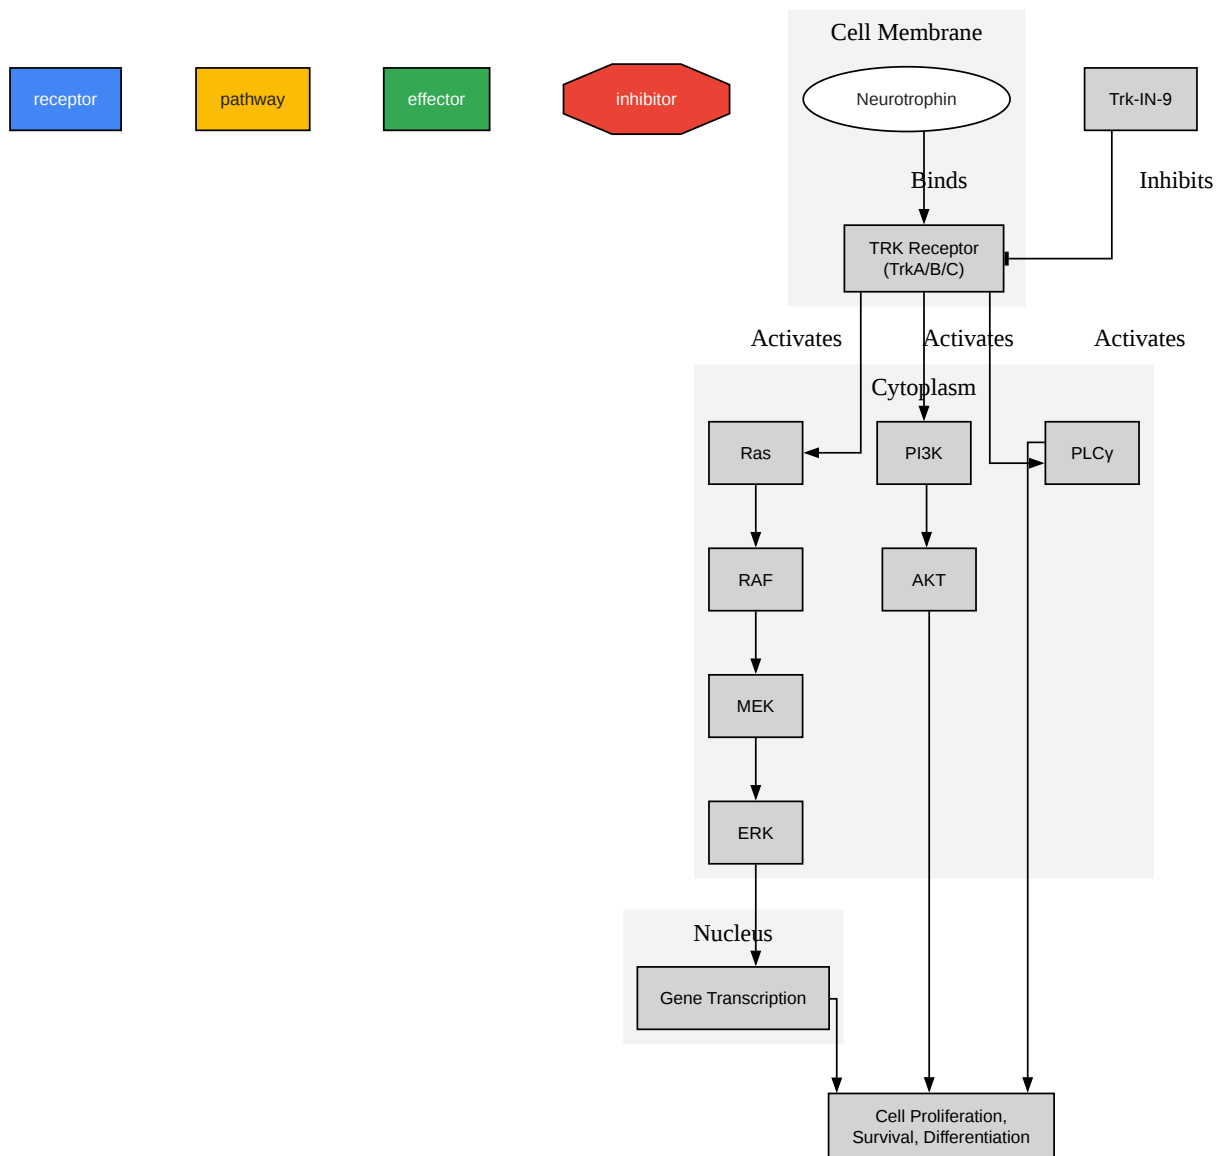 Cell Membrane
receptor
pathway
effector
inhibitor
Neurotrophin
Trk-IN-9
Binds
Inhibits
TRK Receptor
(TrkA/B/C)
Activates
Activates
Activates
Cytoplasm
Ras
PI3K
PLCγ
RAF
AKT
MEK
ERK
Nucleus
Gene Transcription
Cell Proliferation,
Survival, Differentiation